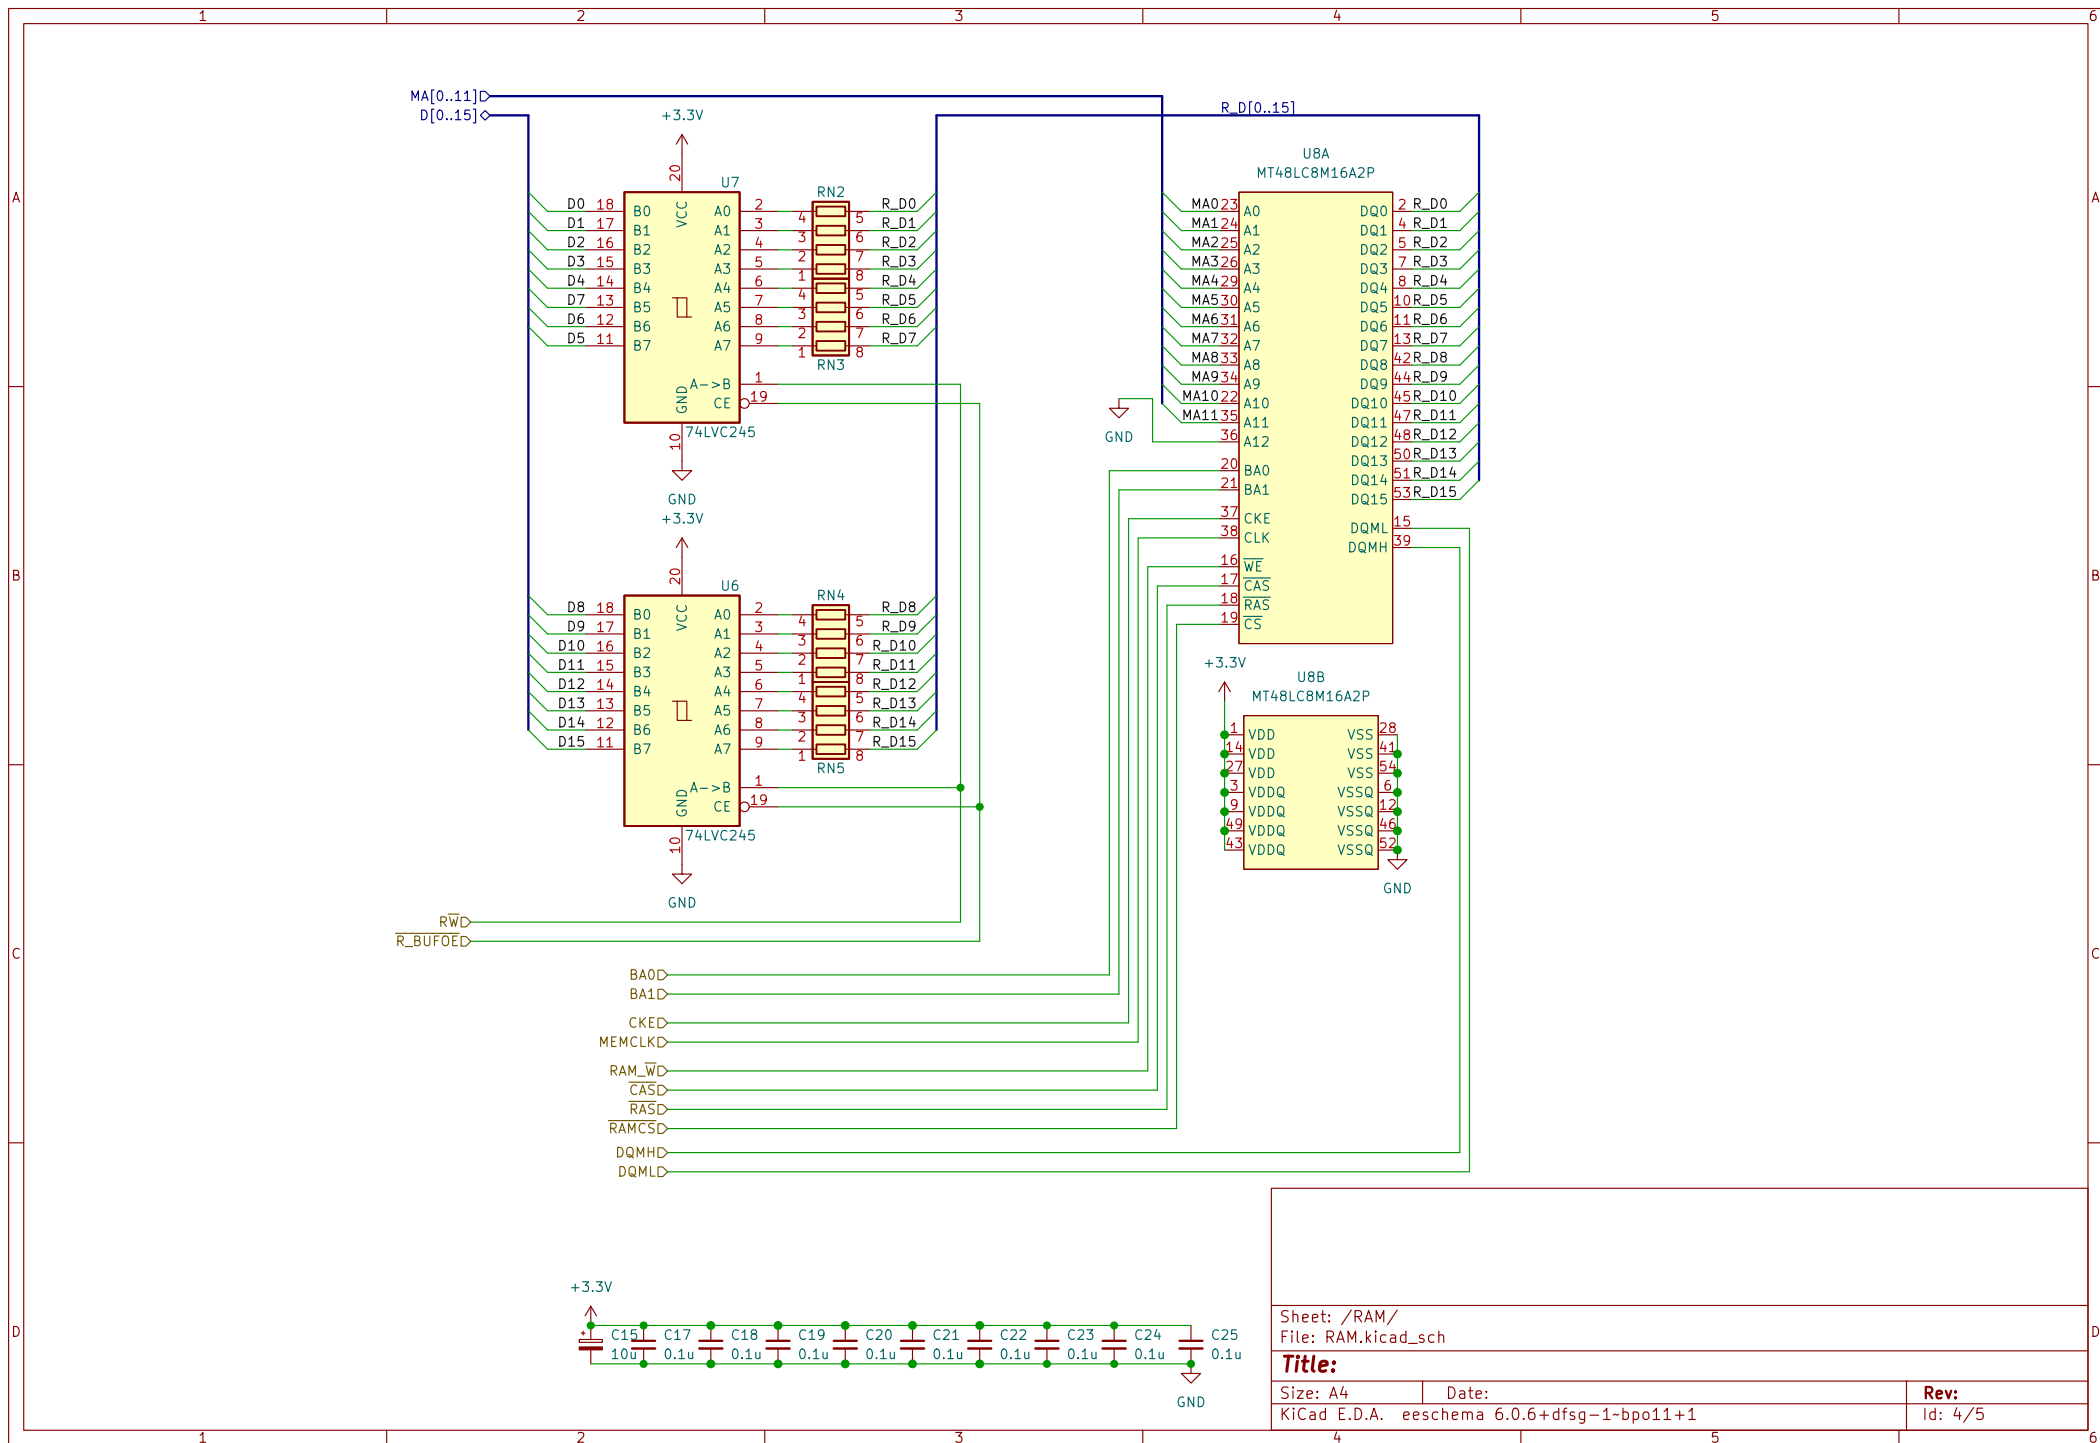 1 2 3 4 5 6
MA[0..11]
D[0..15]
R_D[0..15]
+3.3V
U7
20
VCC
D0 18 B0 A0 2
D1 17 B1 A1 3
D2 16 B2 A2 4
D3 15 B3 A3 5
D4 14 B4 A4 6
D7 13 B5 A5 7
D6 12 B6 A6 8
D5 11 B7 A7 9
A->B 1
CE 19
GND
10
74LVC245
GND
RN2
4 5 R_D0
3 6 R_D1
2 7 R_D2
1 8 R_D3
4 5 R_D4
3 6 R_D5
2 7 R_D6
1 8 R_D7
RN3
+3.3V
U6
20
VCC
D8 18 B0 A0 2
D9 17 B1 A1 3
D10 16 B2 A2 4
D11 15 B3 A3 5
D12 14 B4 A4 6
D13 13 B5 A5 7
D14 12 B6 A6 8
D15 11 B7 A7 9
A->B 1
CE 19
GND
10
74LVC245
GND
RN4
4 5 R_D8
3 6 R_D9
2 7 R_D10
1 8 R_D11
4 5 R_D12
3 6 R_D13
2 7 R_D14
1 8 R_D15
RN5
U8A
MT48LC8M16A2P
MA0 23 A0 DQ0 2 R_D0
MA1 24 A1 DQ1 4 R_D1
MA2 25 A2 DQ2 5 R_D2
MA3 26 A3 DQ3 7 R_D3
MA4 29 A4 DQ4 8 R_D4
MA5 30 A5 DQ5 10 R_D5
MA6 31 A6 DQ6 11 R_D6
MA7 32 A7 DQ7 13 R_D7
MA8 33 A8 DQ8 42 R_D8
MA9 34 A9 DQ9 44 R_D9
MA10 22 A10 DQ10 45 R_D10
MA11 35 A11 DQ11 47 R_D11
GND
36 A12 DQ12 48 R_D12
DQ13 50 R_D13
20 BA0 DQ14 51 R_D14
21 BA1 DQ15 53 R_D15
37 CKE DQML 15
38 CLK DQMH 39
16 WE
17 CAS
18 RAS
19 CS
+3.3V
U8B
MT48LC8M16A2P
1 VDD VSS 28
14 VDD VSS 41
27 VDD VSS 54
3 VDDQ VSSQ 6
9 VDDQ VSSQ 12
49 VDDQ VSSQ 46
43 VDDQ VSSQ 52
GND
RW
R_BUFOE
BA0
BA1
CKE
MEMCLK
RAM_W
CAS
RAS
RAMCS
DQMH
DQML
+3.3V
+ C15 C17 C18 C19 C20 C21 C22 C23 C24 C25
10u 0.1u 0.1u 0.1u 0.1u 0.1u 0.1u 0.1u 0.1u 0.1u
GND
A A
B B
C C
D D
Sheet: /RAM/
File: RAM.kicad_sch
Title:
Size: A4 Date: Rev:
KiCad E.D.A. eeschema 6.0.6+dfsg-1~bpo11+1 Id: 4/5
1 2 3 4 5 6